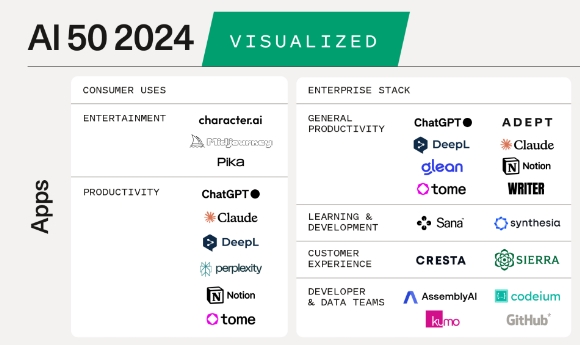 AI 50 2024 VISUALIZED
Apps
CONSUMER USES
ENTERTAINMENT
character.ai
Midjourney
Pika
PRODUCTIVITY
ChatGPT
Claude
DeepL
perplexity
Notion
tome
ENTERPRISE STACK
GENERAL
PRODUCTIVITY
ChatGPT ADEPT
DeepL Claude
glean Notion
tome WRITER
LEARNING &
DEVELOPMENT
Sana synthesia
CUSTOMER
EXPERIENCE
CRESTA SIERRA
DEVELOPER
& DATA TEAMS
AssemblyAI codeium
kumo GitHub